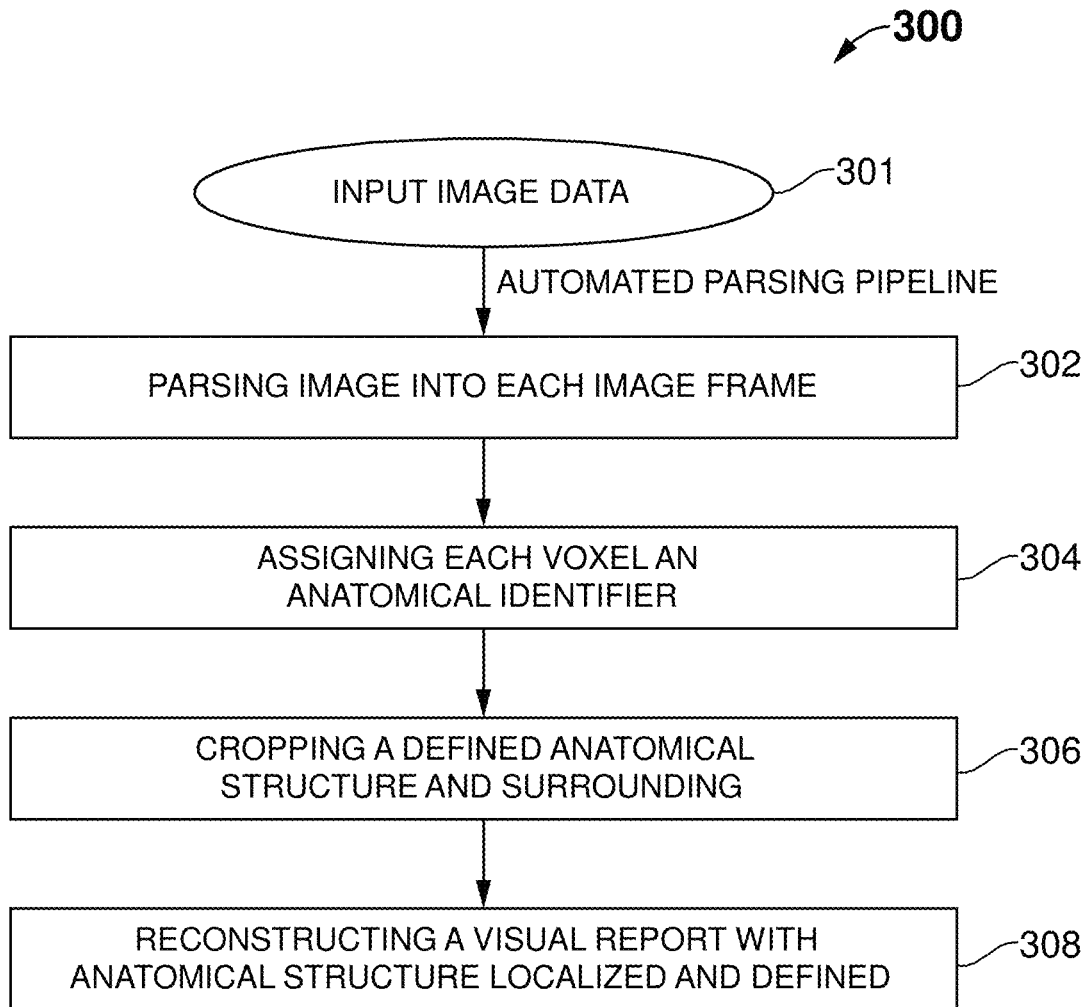 300
INPUT IMAGE DATA
301
AUTOMATED PARSING PIPELINE
PARSING IMAGE INTO EACH IMAGE FRAME
302
ASSIGNING EACH VOXEL AN
ANATOMICAL IDENTIFIER
304
CROPPING A DEFINED ANATOMICAL
STRUCTURE AND SURROUNDING
306
RECONSTRUCTING A VISUAL REPORT WITH
ANATOMICAL STRUCTURE LOCALIZED AND DEFINED
308